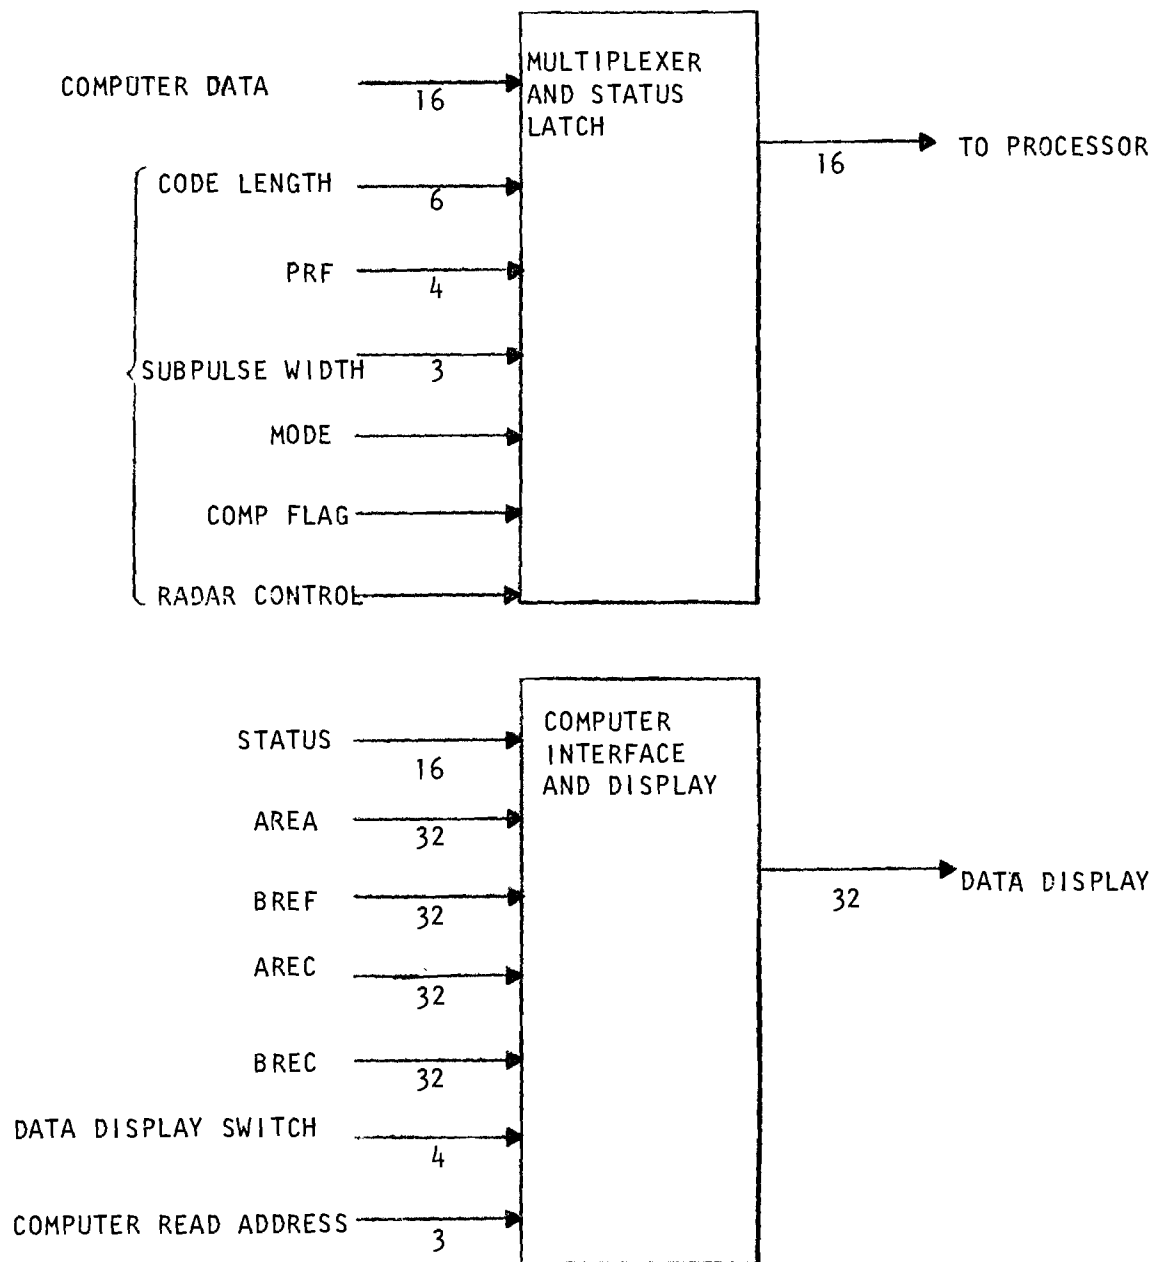 COMPUTER DATA
16
MULTIPLEXER
AND STATUS
LATCH
16
TO PROCESSOR
CODE LENGTH
6
PRF
4
SUBPULSE WIDTH
3
MODE
COMP FLAG
RADAR CONTROL
STATUS
16
COMPUTER
INTERFACE
AND DISPLAY
AREA
32
BREF
32
32
DATA DISPLAY
AREC
32
BREC
32
DATA DISPLAY SWITCH
4
COMPUTER READ ADDRESS
3